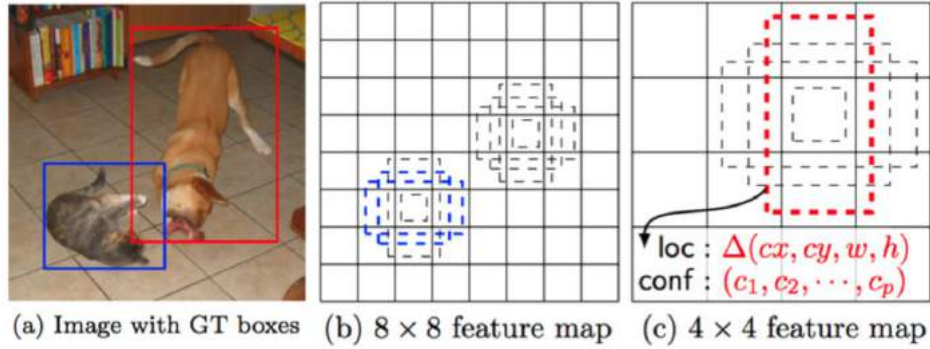 loc : Δ(cx, cy, w, h)
conf : (c₁, c₂, ⋯, cₚ)
(a) Image with GT boxes
(b) 8 × 8 feature map
(c) 4 × 4 feature map